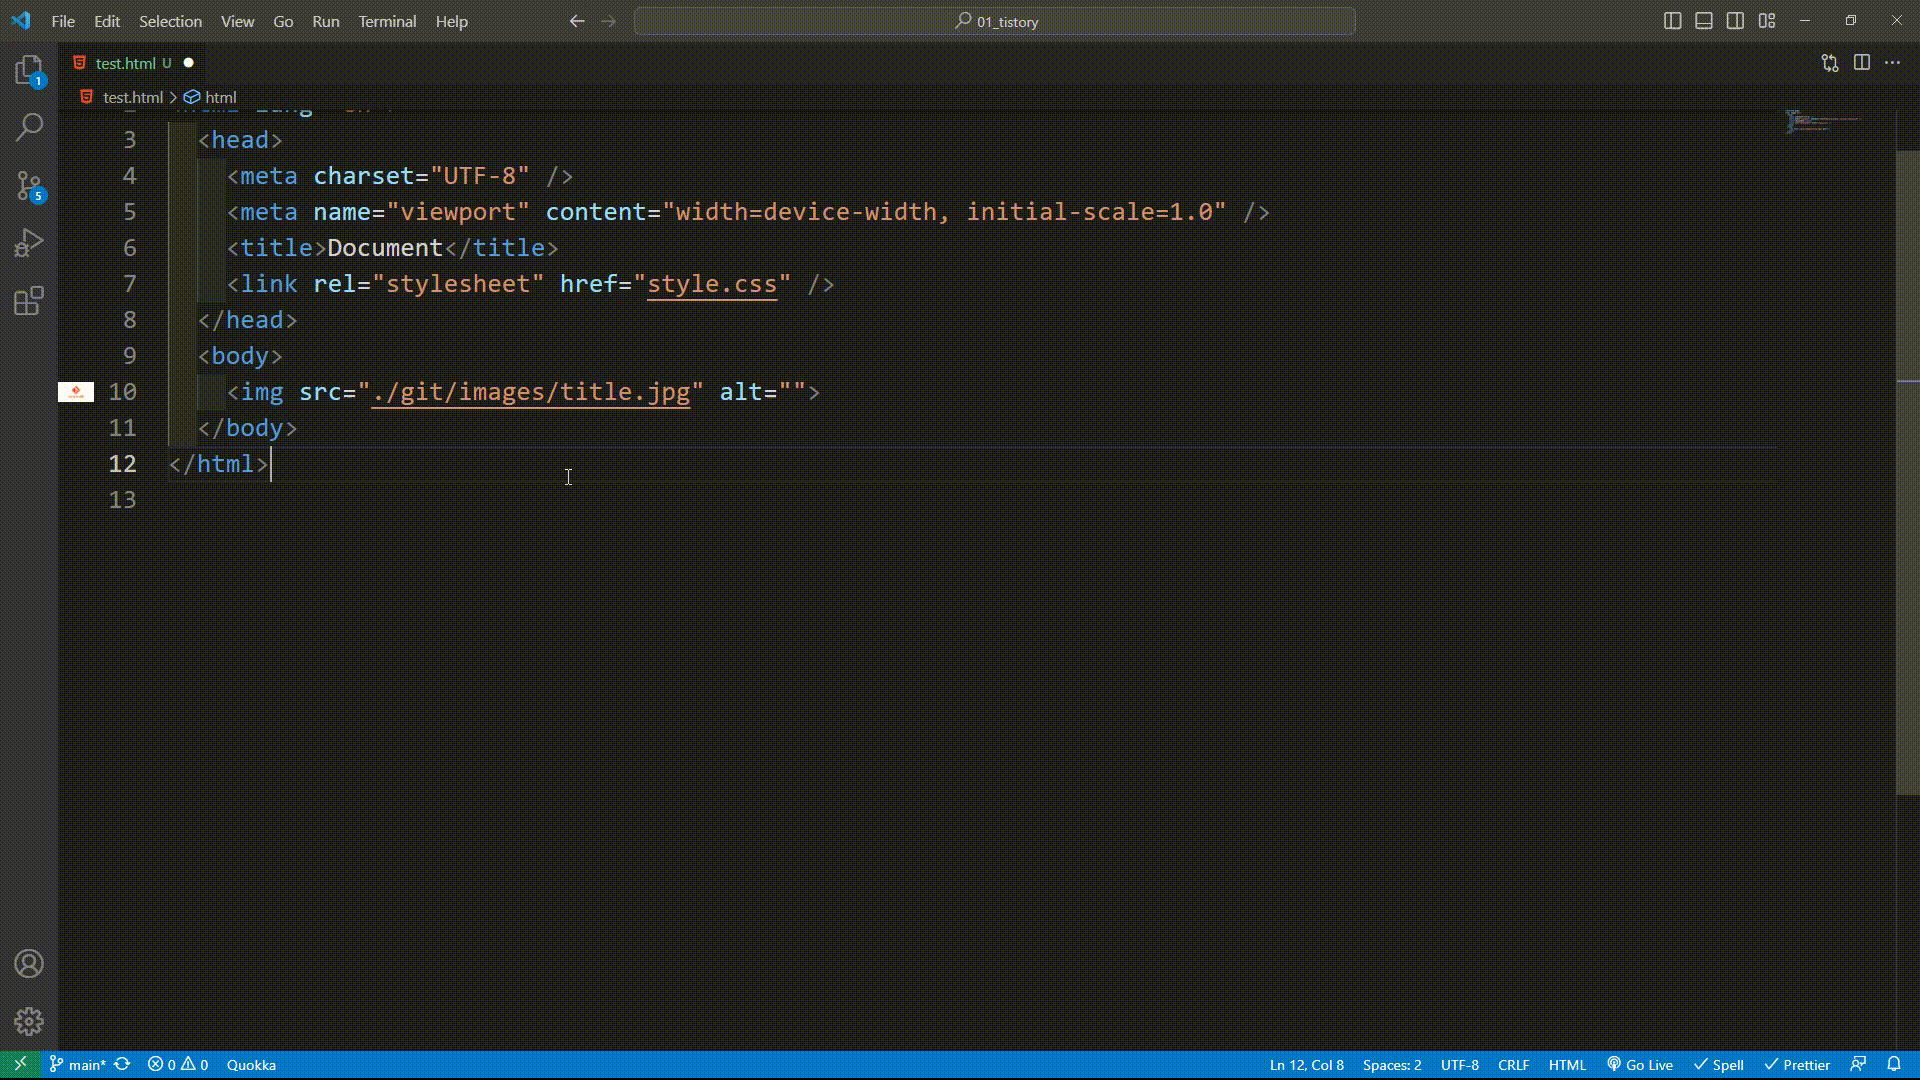 File Edit Selection View Go Run Terminal Help 01_tistory
test.html U
test.html > html
3 <head>
4 <meta charset="UTF-8" />
5 <meta name="viewport" content="width=device-width, initial-scale=1.0" />
6 <title>Document</title>
7 <link rel="stylesheet" href="style.css" />
8 </head>
9 <body>
10 <img src="./git/images/title.jpg" alt="">
11 </body>
12 </html>
13
1
5
main* 0 0 Quokka Ln 12, Col 8 Spaces: 2 UTF-8 CRLF HTML Go Live Spell Prettier